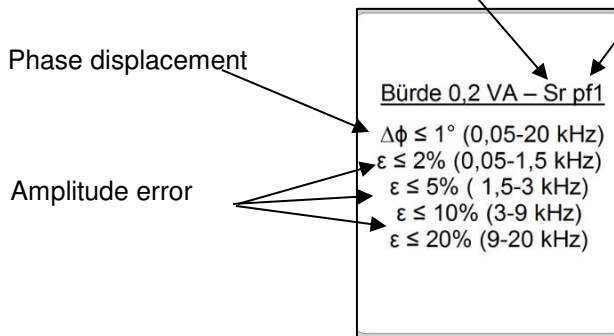 Phase displacement
Bürde 0,2 VA – Sr pf1
Δϕ ≤ 1° (0,05-20 kHz)
ε ≤ 2% (0,05-1,5 kHz)
Amplitude error
ε ≤ 5% ( 1,5-3 kHz)
ε ≤ 10% (3-9 kHz)
ε ≤ 20% (9-20 kHz)